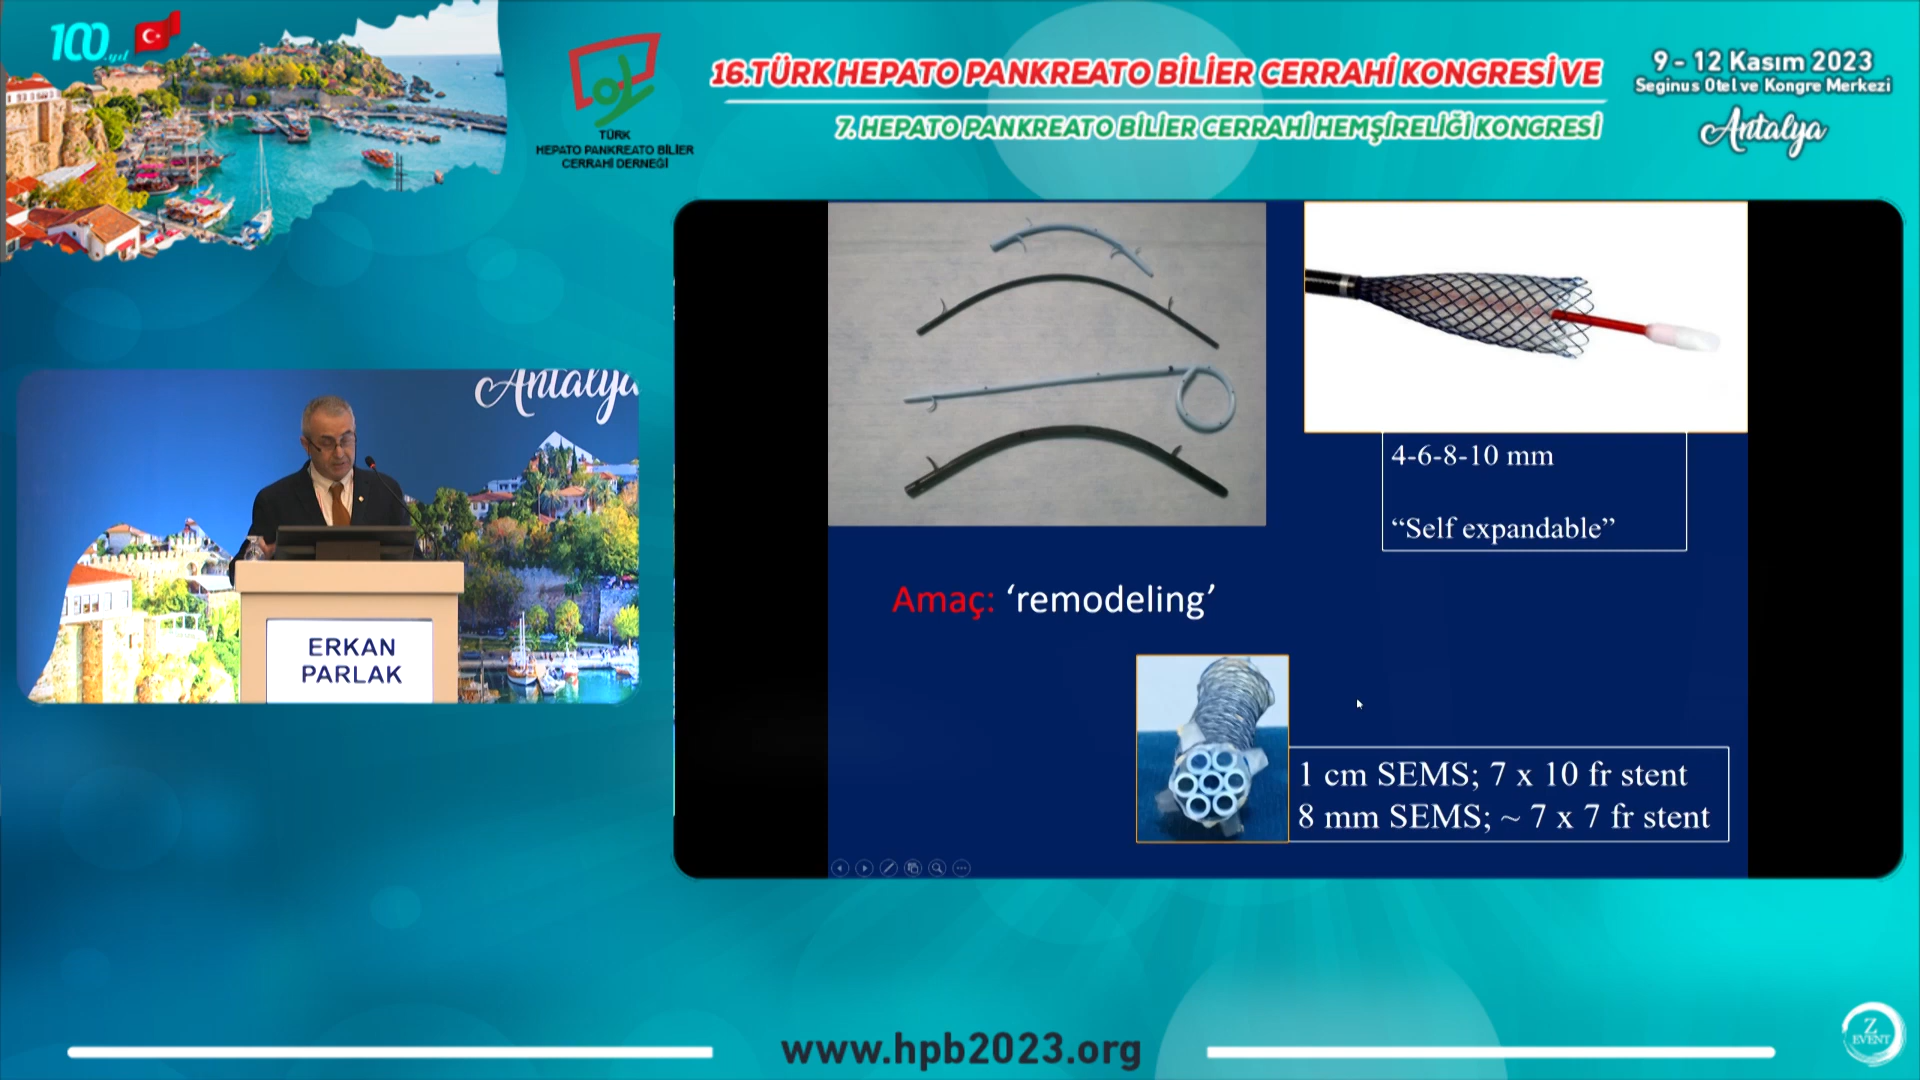 100.yıl
TÜRK
HEPATO PANKREATO BİLİER
CERRAHİ DERNEĞİ
16.TÜRK HEPATO PANKREATO BİLİER CERRAHİ KONGRESİ VE
7. HEPATO PANKREATO BİLİER CERRAHİ HEMŞİRELİĞİ KONGRESİ
9 - 12 Kasım 2023
Seginus Otel ve Kongre Merkezi
Antalya
Antalya
ERKAN
PARLAK
4-6-8-10 mm
“Self expandable”
Amaç: ‘remodeling’
1 cm SEMS; 7 x 10 fr stent
8 mm SEMS; ~ 7 x 7 fr stent
www.hpb2023.org
Z
EVENT